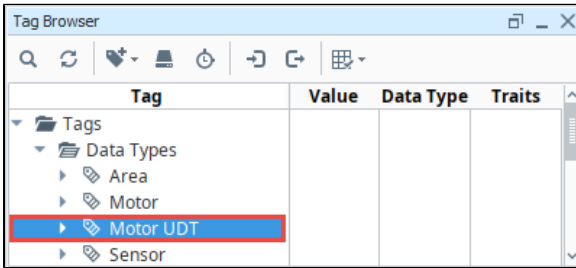 Tag Browser
Tag Value Data Type Traits
Tags
Data Types
Area
Motor
Motor UDT
Sensor